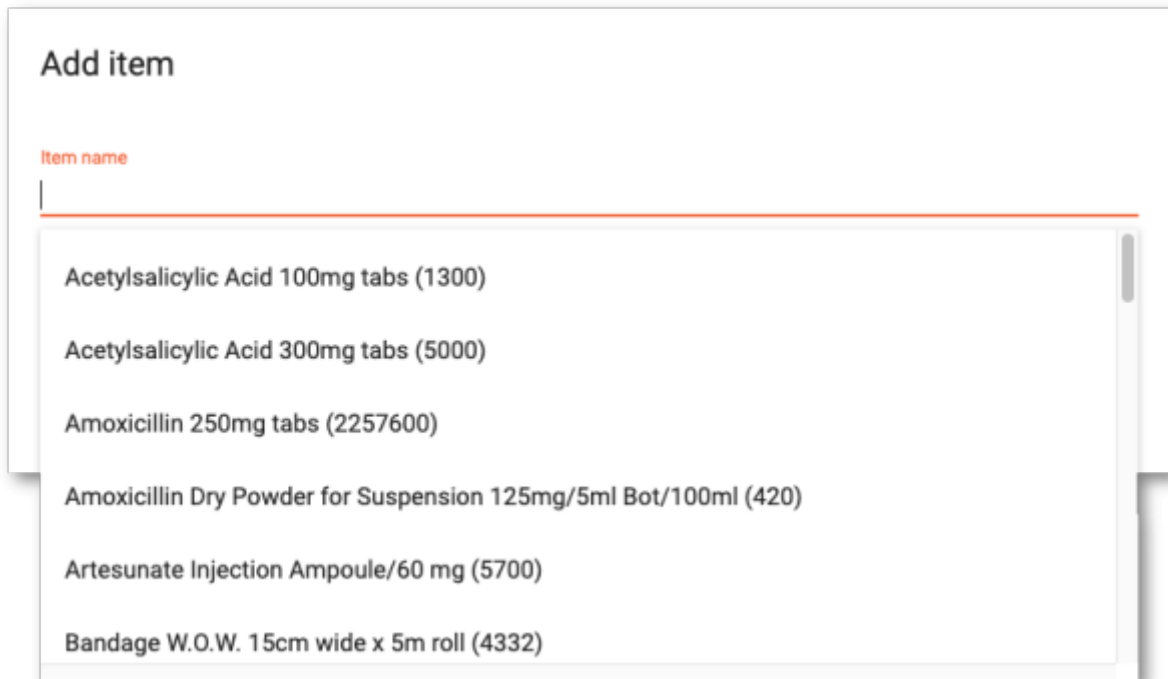 Add item
Item name
Acetylsalicylic Acid 100mg tabs (1300)
Acetylsalicylic Acid 300mg tabs (5000)
Amoxicillin 250mg tabs (2257600)
Amoxicillin Dry Powder for Suspension 125mg/5ml Bot/100ml (420)
Artesunate Injection Ampoule/60 mg (5700)
Bandage W.O.W. 15cm wide x 5m roll (4332)